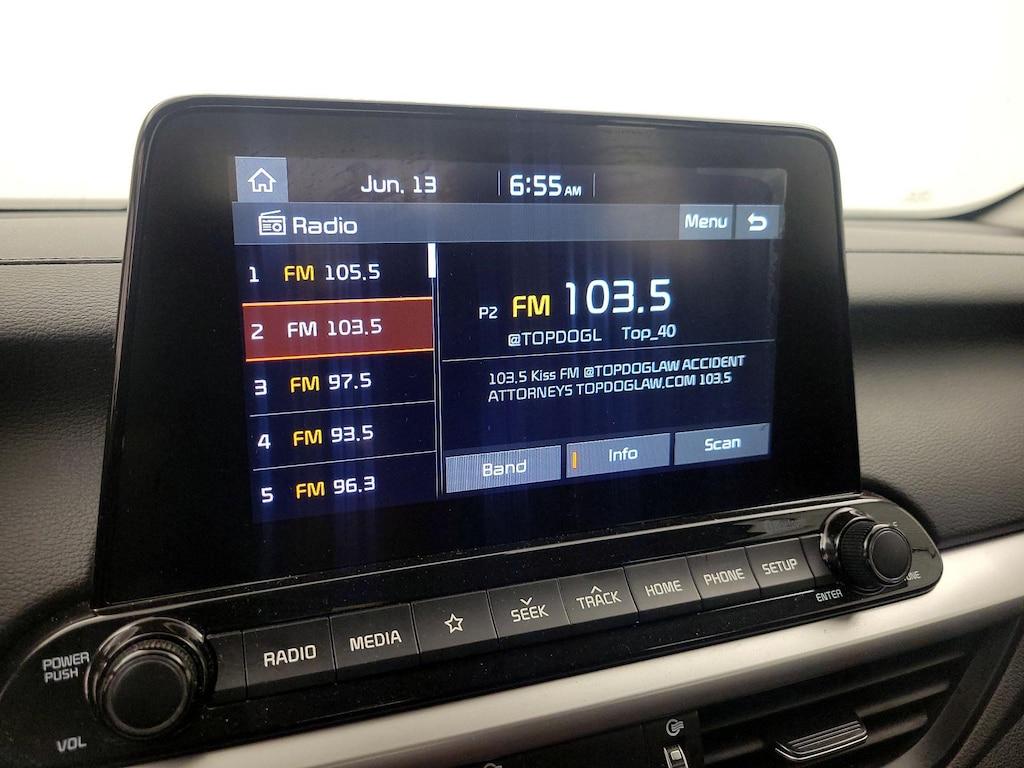 Jun. 13 6:55 AM
Radio Menu
1 FM 105.5
2 FM 103.5
3 FM 97.5
4 FM 93.5
5 FM 96.3
P2 FM 103.5
@TOPDOGL Top_40
103.5 Kiss FM @TOPDOGLAW ACCIDENT
ATTORNEYS TOPDOGLAW.COM 103.5
Band Info Scan
POWER
PUSH
VOL
RADIO MEDIA SEEK TRACK HOME PHONE SETUP
ENTER